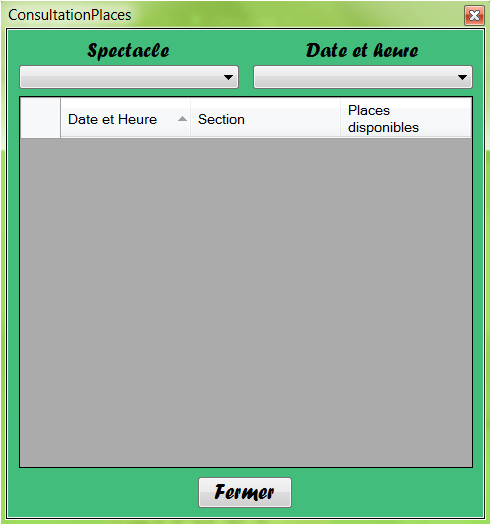 ConsultationPlaces
Spectacle
Date et heure
Date et Heure
Section
Places
disponibles
Fermer